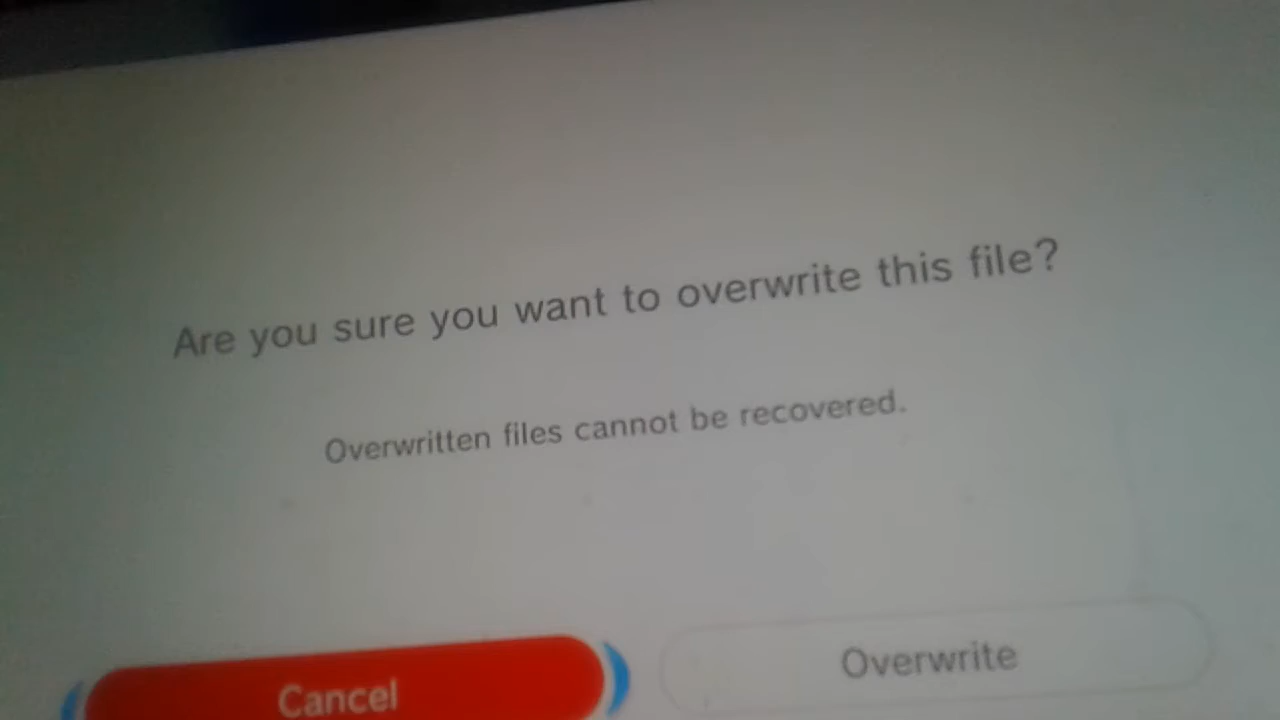 Are you sure you want to overwrite this file?
Overwritten files cannot be recovered.
Cancel
Overwrite